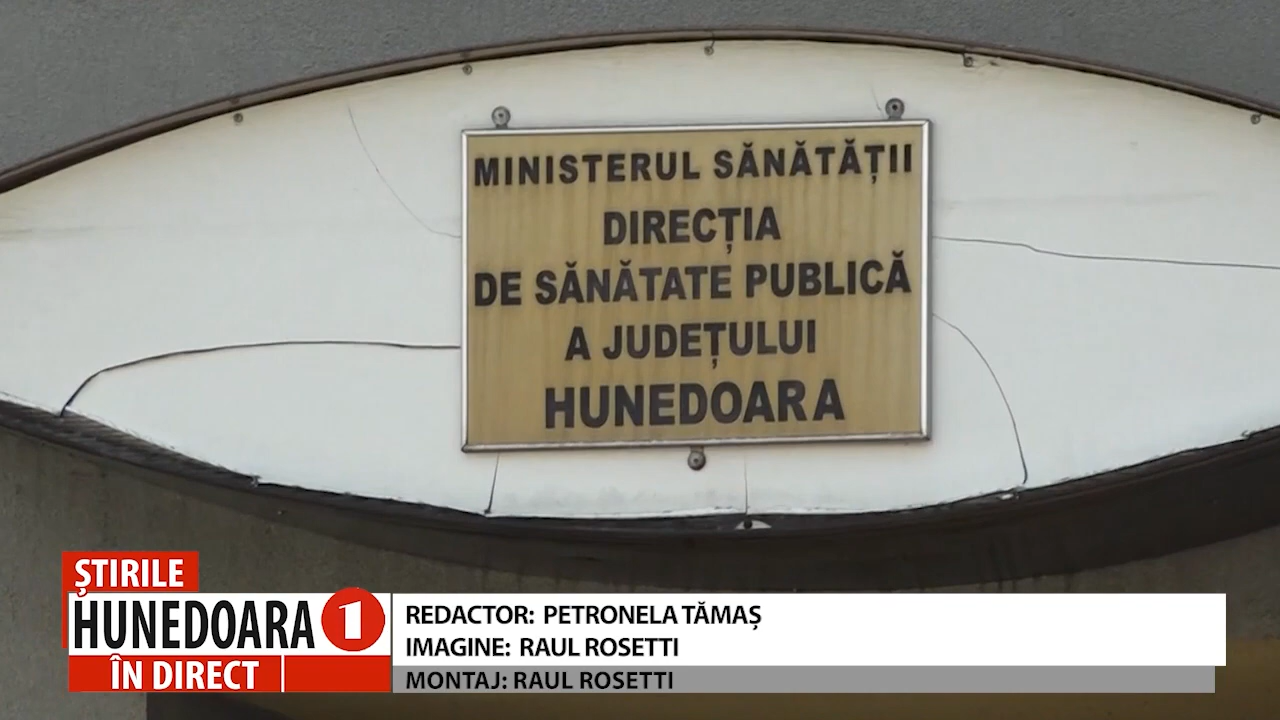 MINISTERUL SĂNĂTĂȚII
DIRECȚIA
DE SĂNĂTATE PUBLICĂ
A JUDEȚULUI
HUNEDOARA
ȘTIRILE
HUNEDOARA 1
ÎN DIRECT
REDACTOR: PETRONELA TĂMAȘ
IMAGINE: RAUL ROSETTI
MONTAJ: RAUL ROSETTI